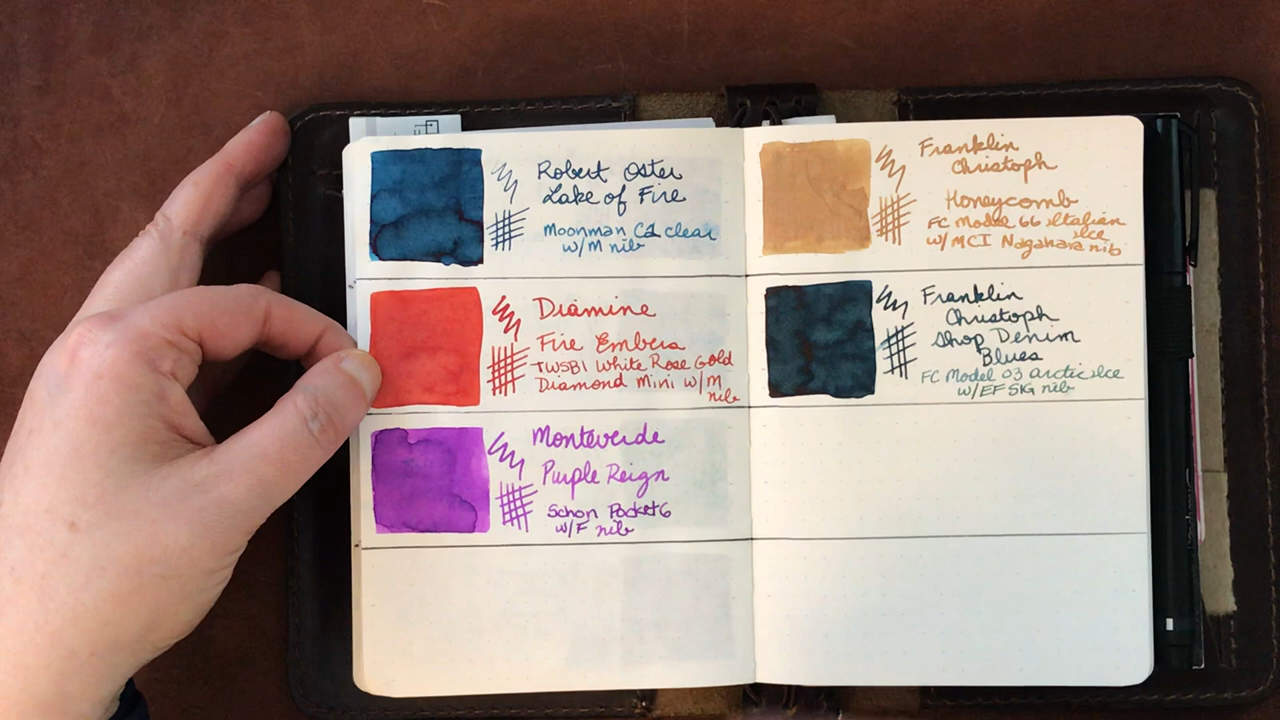 Robert Oster
Lake of Fire
Moonman C1 clear
w/M nib
Diamine
Fire Embers
TWSBI White Rose Gold
Diamond Mini w/M
nib
Monteverde
Purple Reign
Schon Pocket6
w/F nib
Franklin
Christoph
Honeycomb
FC Model 66 Italian
Ice
w/MCI Nagahara nib
Franklin
Christoph
Shop Denim
Blues
FC Model 03 arctic Ice
w/EF SIG nib